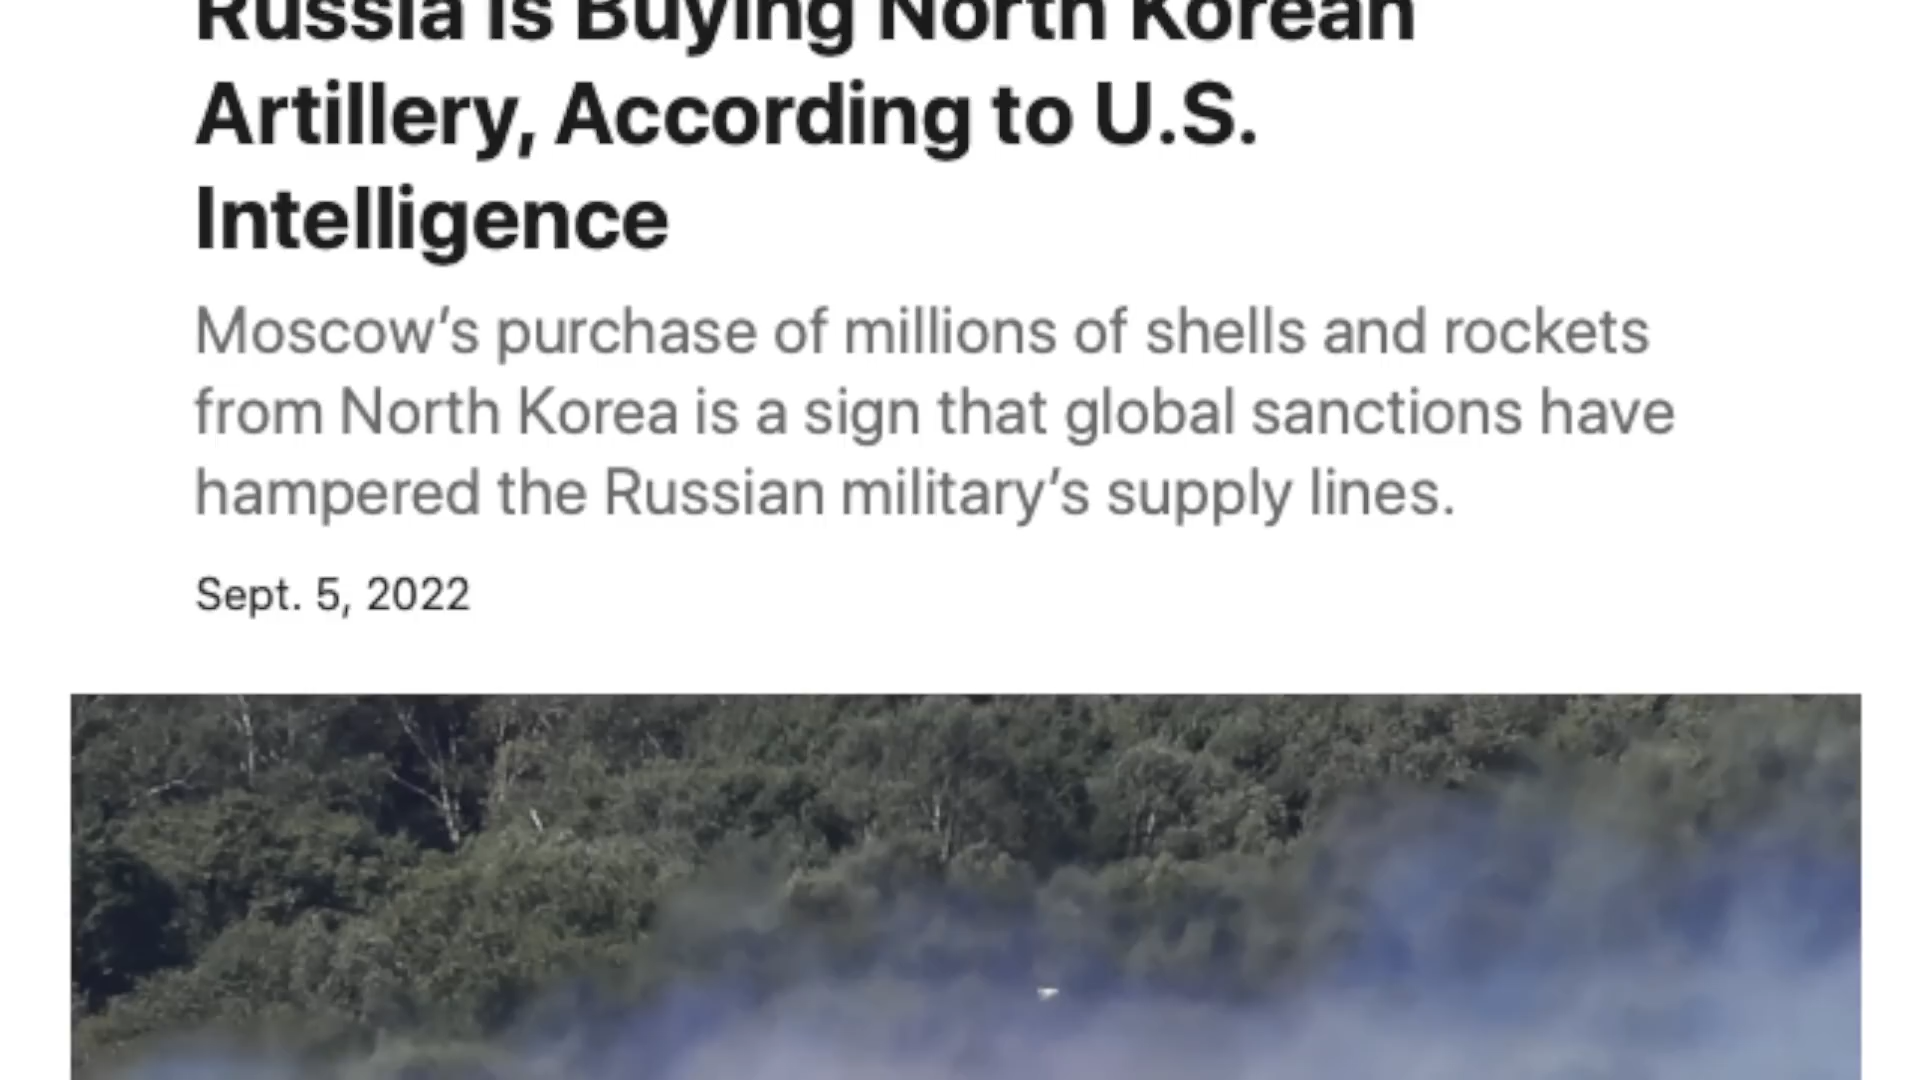 Russia Is Buying North Korean
Artillery, According to U.S.
Intelligence
Moscow’s purchase of millions of shells and rockets
from North Korea is a sign that global sanctions have
hampered the Russian military’s supply lines.
Sept. 5, 2022